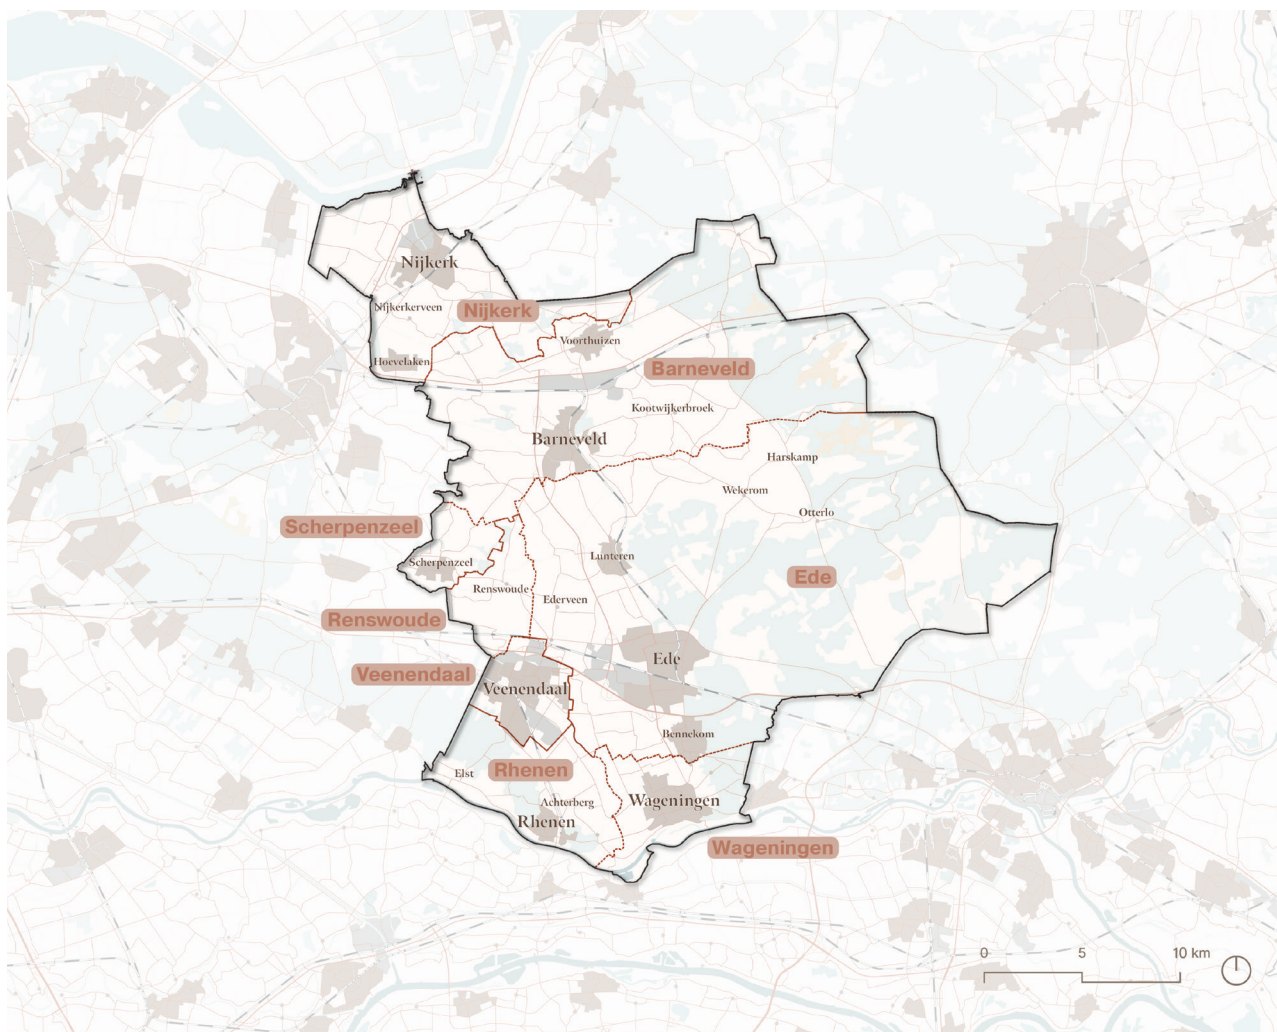 Nijkerk
Nijkerkerveen
Nijkerk
Voorthuizen
Hoevelaken
Barneveld
Kootwijkerbroek
Barneveld
Harskamp
Wekerom
Otterlo
Scherpenzeel
Lunteren
Scherpenzeel
Ede
Renswoude
Ederveen
Renswoude
Ede
Veenendaal
Veenendaal
Bennekom
Rhenen
Elst
Achterberg
Wageningen
Rhenen
Wageningen
0 5 10 km